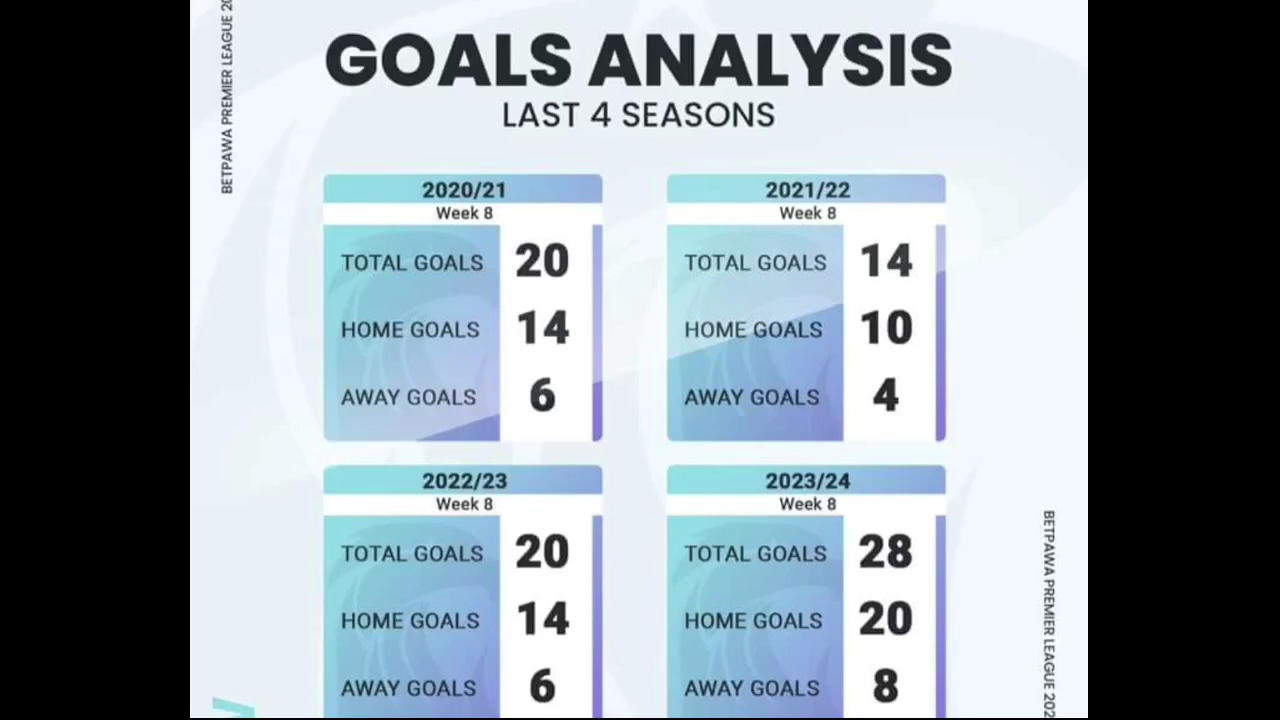 BETPAWA PREMIER LEAGUE
GOALS ANALYSIS
LAST 4 SEASONS
2020/21
Week 8
TOTAL GOALS 20
HOME GOALS 14
AWAY GOALS 6
2021/22
Week 8
TOTAL GOALS 14
HOME GOALS 10
AWAY GOALS 4
2022/23
Week 8
TOTAL GOALS 20
HOME GOALS 14
AWAY GOALS 6
2023/24
Week 8
TOTAL GOALS 28
HOME GOALS 20
AWAY GOALS 8
BETPAWA PREMIER LEAGUE